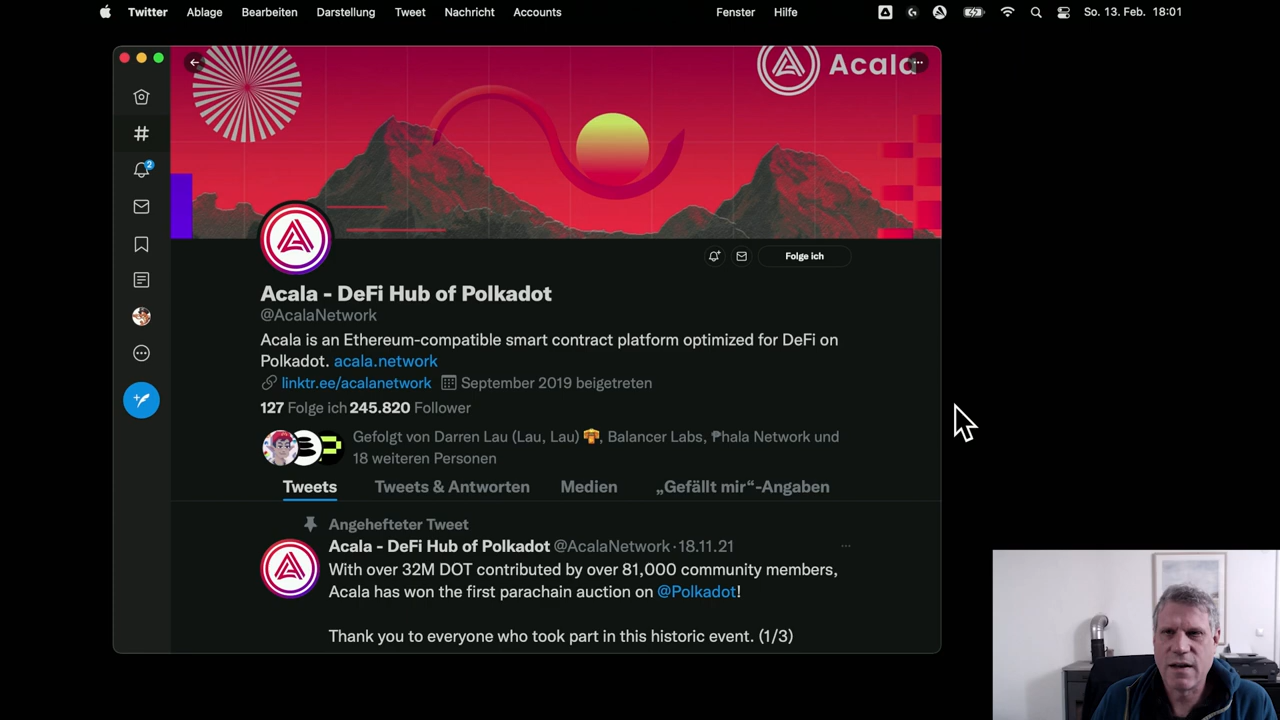 Twitter Ablage Bearbeiten Darstellung Tweet Nachricht Accounts Fenster Hilfe So. 13. Feb. 18:01
Acala
2
Folge ich
Acala - DeFi Hub of Polkadot
@AcalaNetwork
Acala is an Ethereum-compatible smart contract platform optimized for DeFi on
Polkadot. acala.network
linktr.ee/acalanetwork September 2019 beigetreten
127 Folge ich 245.820 Follower
Gefolgt von Darren Lau (Lau, Lau) , Balancer Labs, Ᵽhala Network und
18 weiteren Personen
Tweets Tweets & Antworten Medien „Gefällt mir“-Angaben
Angehefteter Tweet
Acala - DeFi Hub of Polkadot @AcalaNetwork · 18.11.21
With over 32M DOT contributed by over 81,000 community members,
Acala has won the first parachain auction on @Polkadot!
Thank you to everyone who took part in this historic event. (1/3)